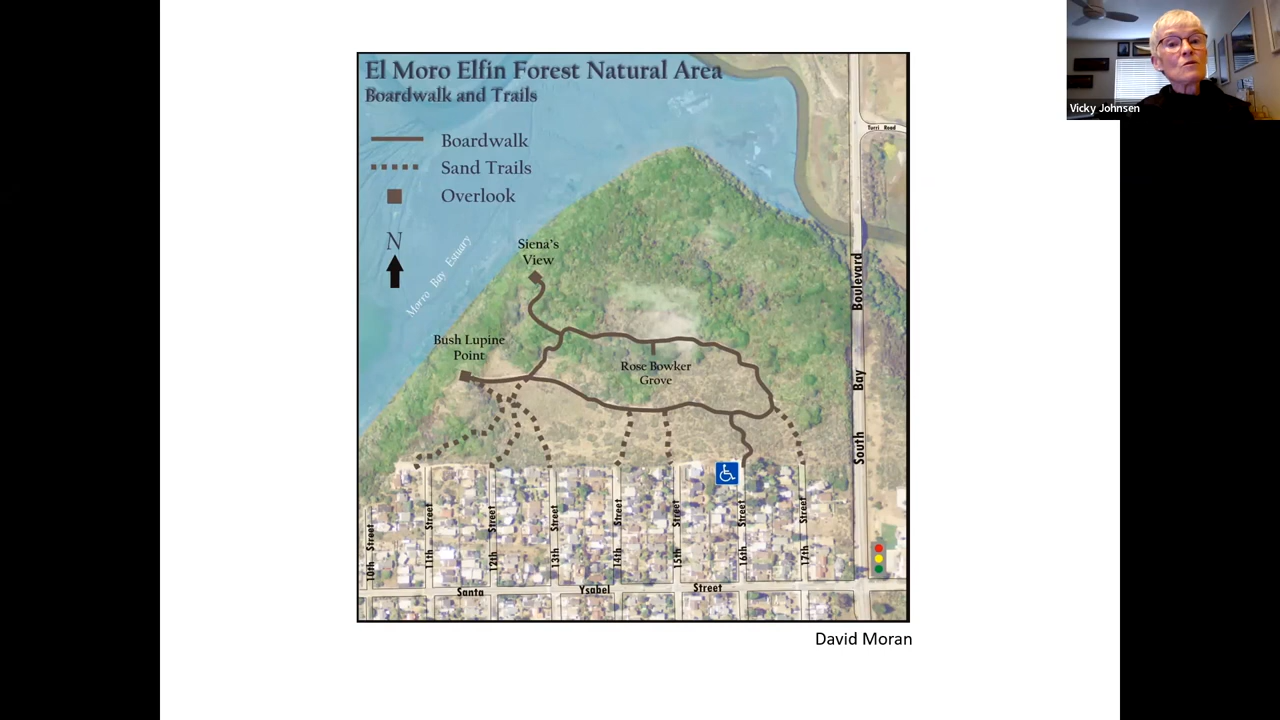 El Moro Elfin Forest Natural Area
Boardwalk and Trails
Boardwalk
Sand Trails
Overlook
N
Morro Bay Estuary
Siena's
View
Bush Lupine
Point
Rose Bowker
Grove
Turri Road
South Bay Boulevard
10th Street
11th Street
12th Street
13th Street
14th Street
15th Street
16th Street
17th Street
Santa Ysabel Street
David Moran
Vicky Johnsen